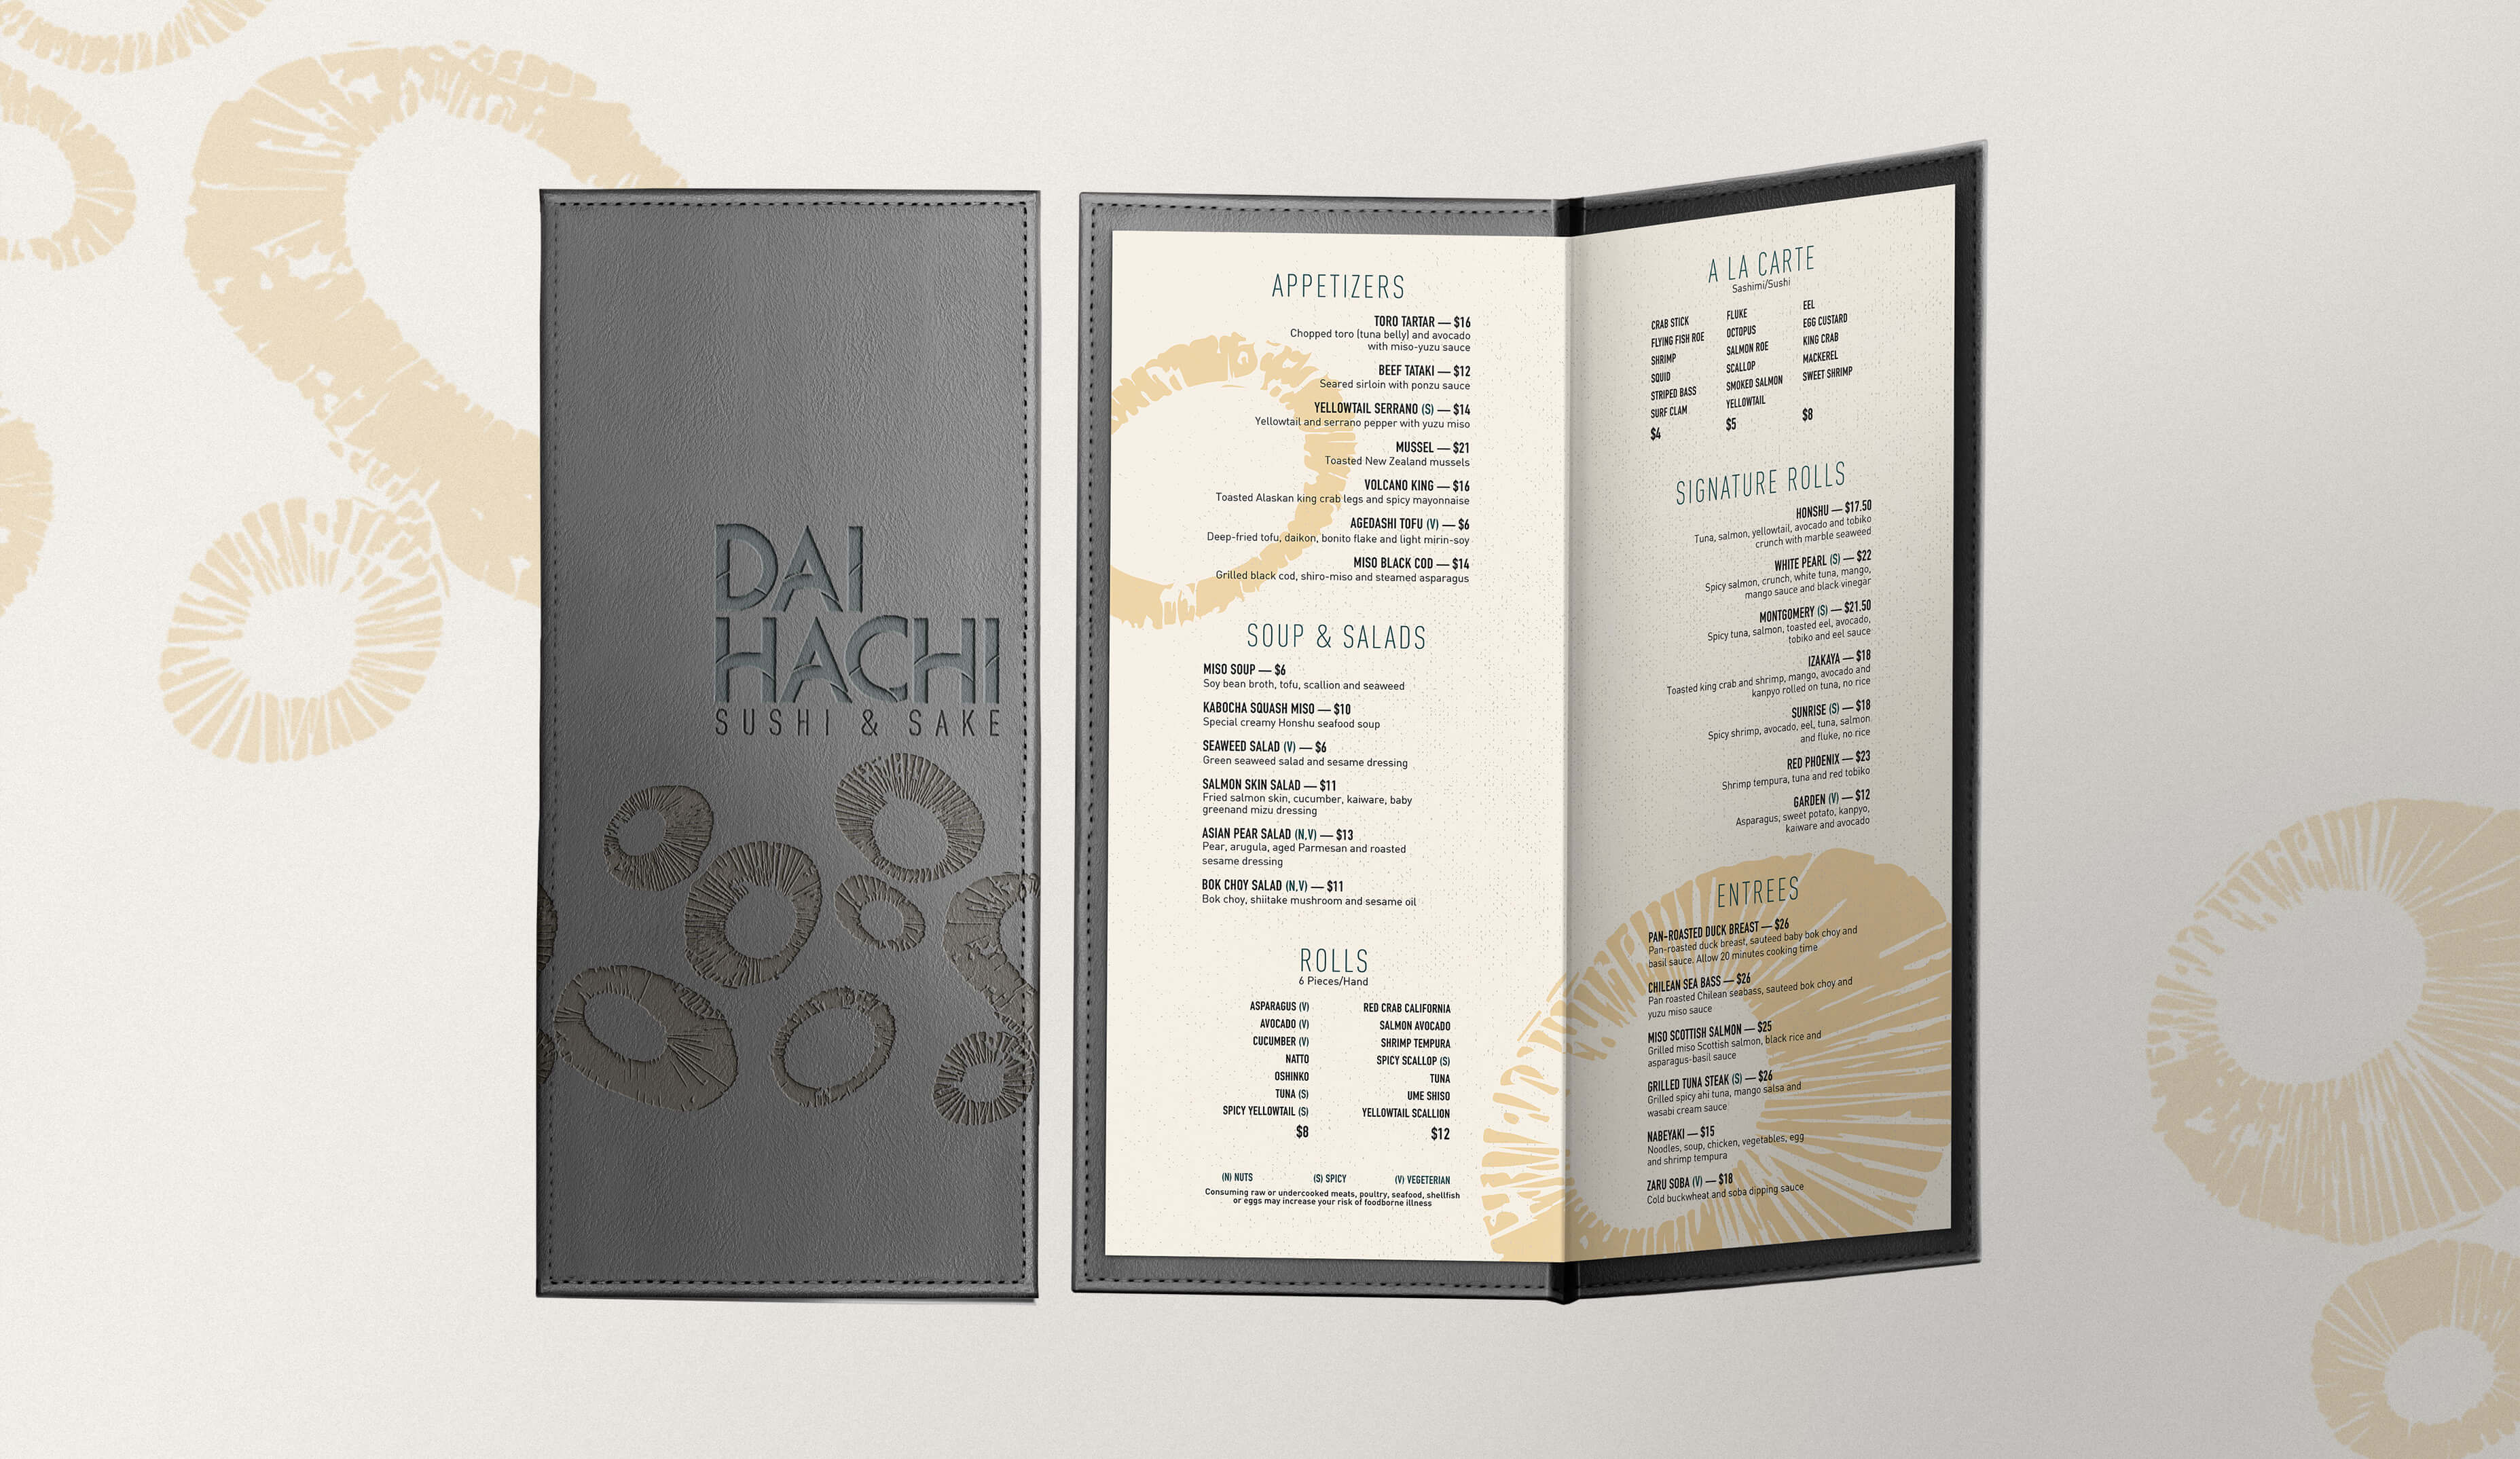 DAI
HACHI
SUSHI & SAKE
APPETIZERS
TORO TARTAR — $16
Chopped toro (tuna belly) and avocado
with miso-yuzu sauce
BEEF TATAKI — $12
Seared sirloin with ponzu sauce
YELLOWTAIL SERRANO (S) — $14
Yellowtail and serrano pepper with yuzu miso
MUSSEL — $21
Toasted New Zealand mussels
VOLCANO KING — $16
Toasted Alaskan king crab legs and spicy mayonnaise
AGEDASHI TOFU (V) — $6
Deep-fried tofu, daikon, bonito flake and light mirin-soy
MISO BLACK COD — $14
Grilled black cod, shiro-miso and steamed asparagus
SOUP & SALADS
MISO SOUP — $6
Soy bean broth, tofu, scallion and seaweed
KABOCHA SQUASH MISO — $10
Special creamy Honshu seafood soup
SEAWEED SALAD (V) — $6
Green seaweed salad and sesame dressing
SALMON SKIN SALAD — $11
Fried salmon skin, cucumber, kaiware, baby
greenand mizu dressing
ASIAN PEAR SALAD (N,V) — $13
Pear, arugula, aged Parmesan and roasted
sesame dressing
BOK CHOY SALAD (N,V) — $11
Bok choy, shiitake mushroom and sesame oil
ROLLS
6 Pieces/Hand
ASPARAGUS (V)
AVOCADO (V)
CUCUMBER (V)
NATTO
OSHINKO
TUNA (S)
SPICY YELLOWTAIL (S)
$8
RED CRAB CALIFORNIA
SALMON AVOCADO
SHRIMP TEMPURA
SPICY SCALLOP (S)
TUNA
UME SHISO
YELLOWTAIL SCALLION
$12
(N) NUTS (S) SPICY (V) VEGETERIAN
Consuming raw or undercooked meats, poultry, seafood, shellfish
or eggs may increase your risk of foodborne illness
A LA CARTE
Sashimi/Sushi
CRAB STICK
FLYING FISH ROE
SHRIMP
SQUID
STRIPED BASS
SURF CLAM
$4
FLUKE
OCTOPUS
SALMON ROE
SCALLOP
SMOKED SALMON
YELLOWTAIL
$5
EEL
EGG CUSTARD
KING CRAB
MACKEREL
SWEET SHRIMP
$8
SIGNATURE ROLLS
HONSHU — $17.50
Tuna, salmon, yellowtail, avocado and tobiko
crunch with marble seaweed
WHITE PEARL (S) — $22
Spicy salmon, crunch, white tuna, mango,
mango sauce and black vinegar
MONTGOMERY (S) — $21.50
Spicy tuna, salmon, toasted eel, avocado,
tobiko and eel sauce
IZAKAYA — $18
Toasted king crab and shrimp, mango, avocado and
kanpyo rolled on tuna, no rice
SUNRISE (S) — $18
Spicy shrimp, avocado, eel, tuna, salmon
and fluke, no rice
RED PHOENIX — $23
Shrimp tempura, tuna and red tobiko
GARDEN (V) — $12
Asparagus, sweet potato, kanpyo,
kaiware and avocado
ENTREES
PAN-ROASTED DUCK BREAST — $26
Pan-roasted duck breast, sauteed baby bok choy and
basil sauce. Allow 20 minutes cooking time
CHILEAN SEA BASS — $26
Pan roasted Chilean seabass, sauteed bok choy and
yuzu miso sauce
MISO SCOTTISH SALMON — $25
Grilled miso Scottish salmon, black rice and
asparagus-basil sauce
GRILLED TUNA STEAK (S) — $26
Grilled spicy ahi tuna, mango salsa and
wasabi cream sauce
NABEYAKI — $15
Noodles, soup, chicken, vegetables, egg
and shrimp tempura
ZARU SOBA (V) — $18
Cold buckwheat and soba dipping sauce